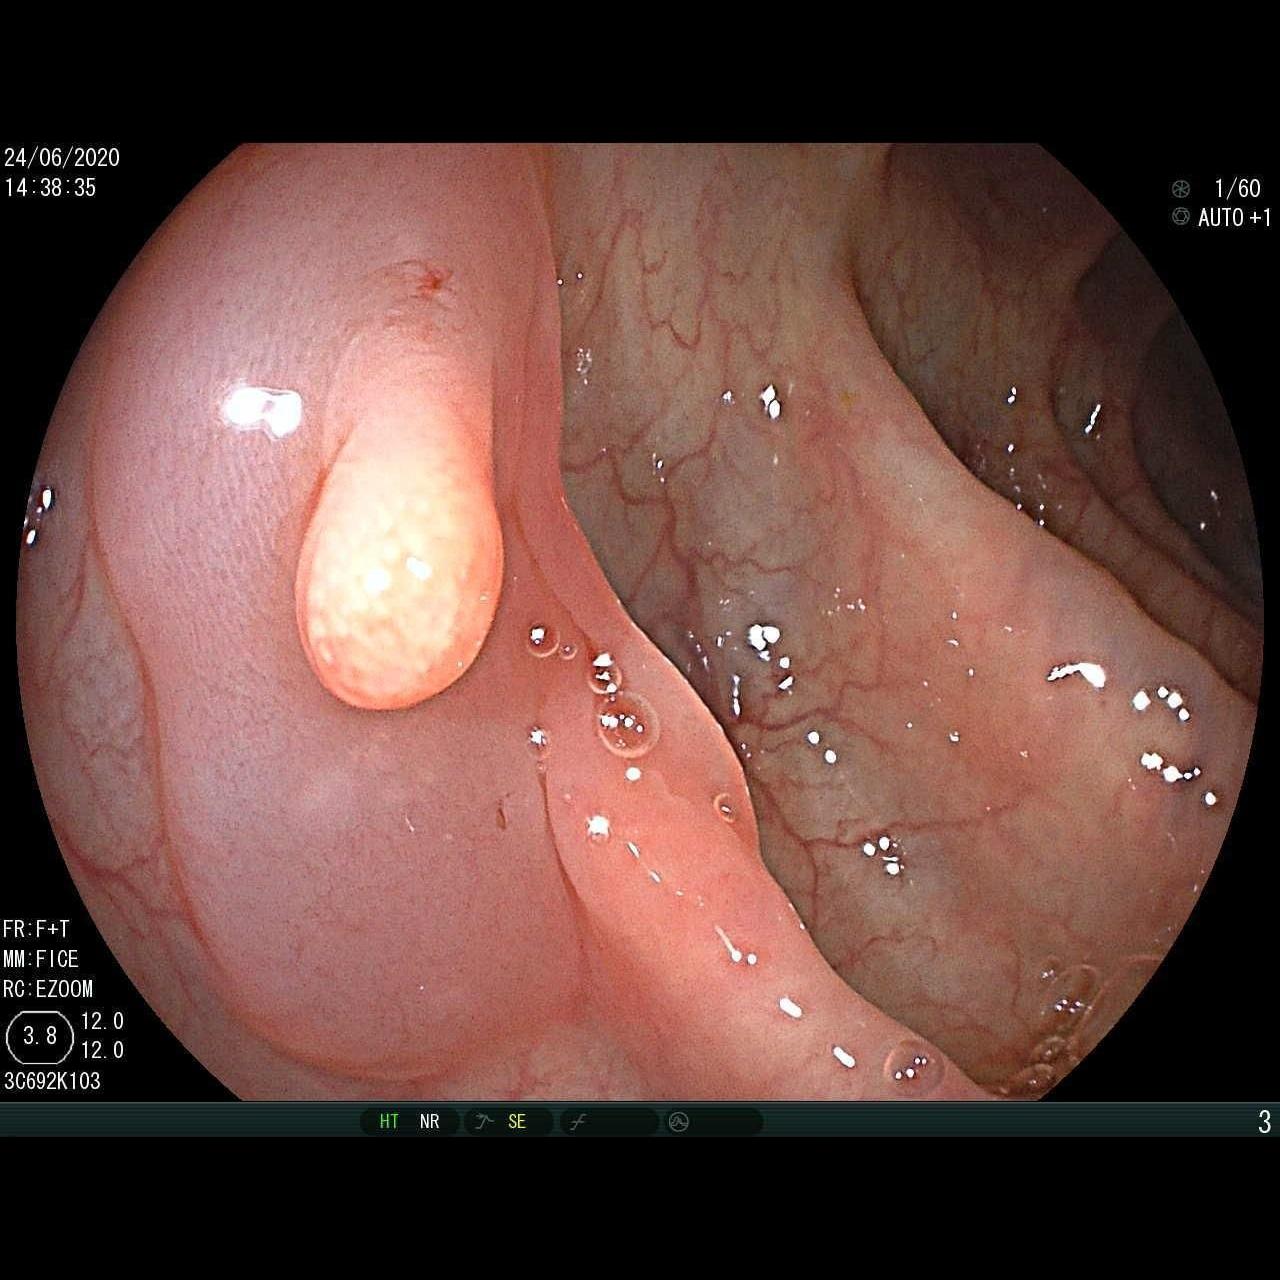 24/06/2020
14:38:35
1/60
AUTO +1
FR:F+T
MM:FICE
RC:EZOOM
3.8
12.0
12.0
3C692K103
HT NR SE
3